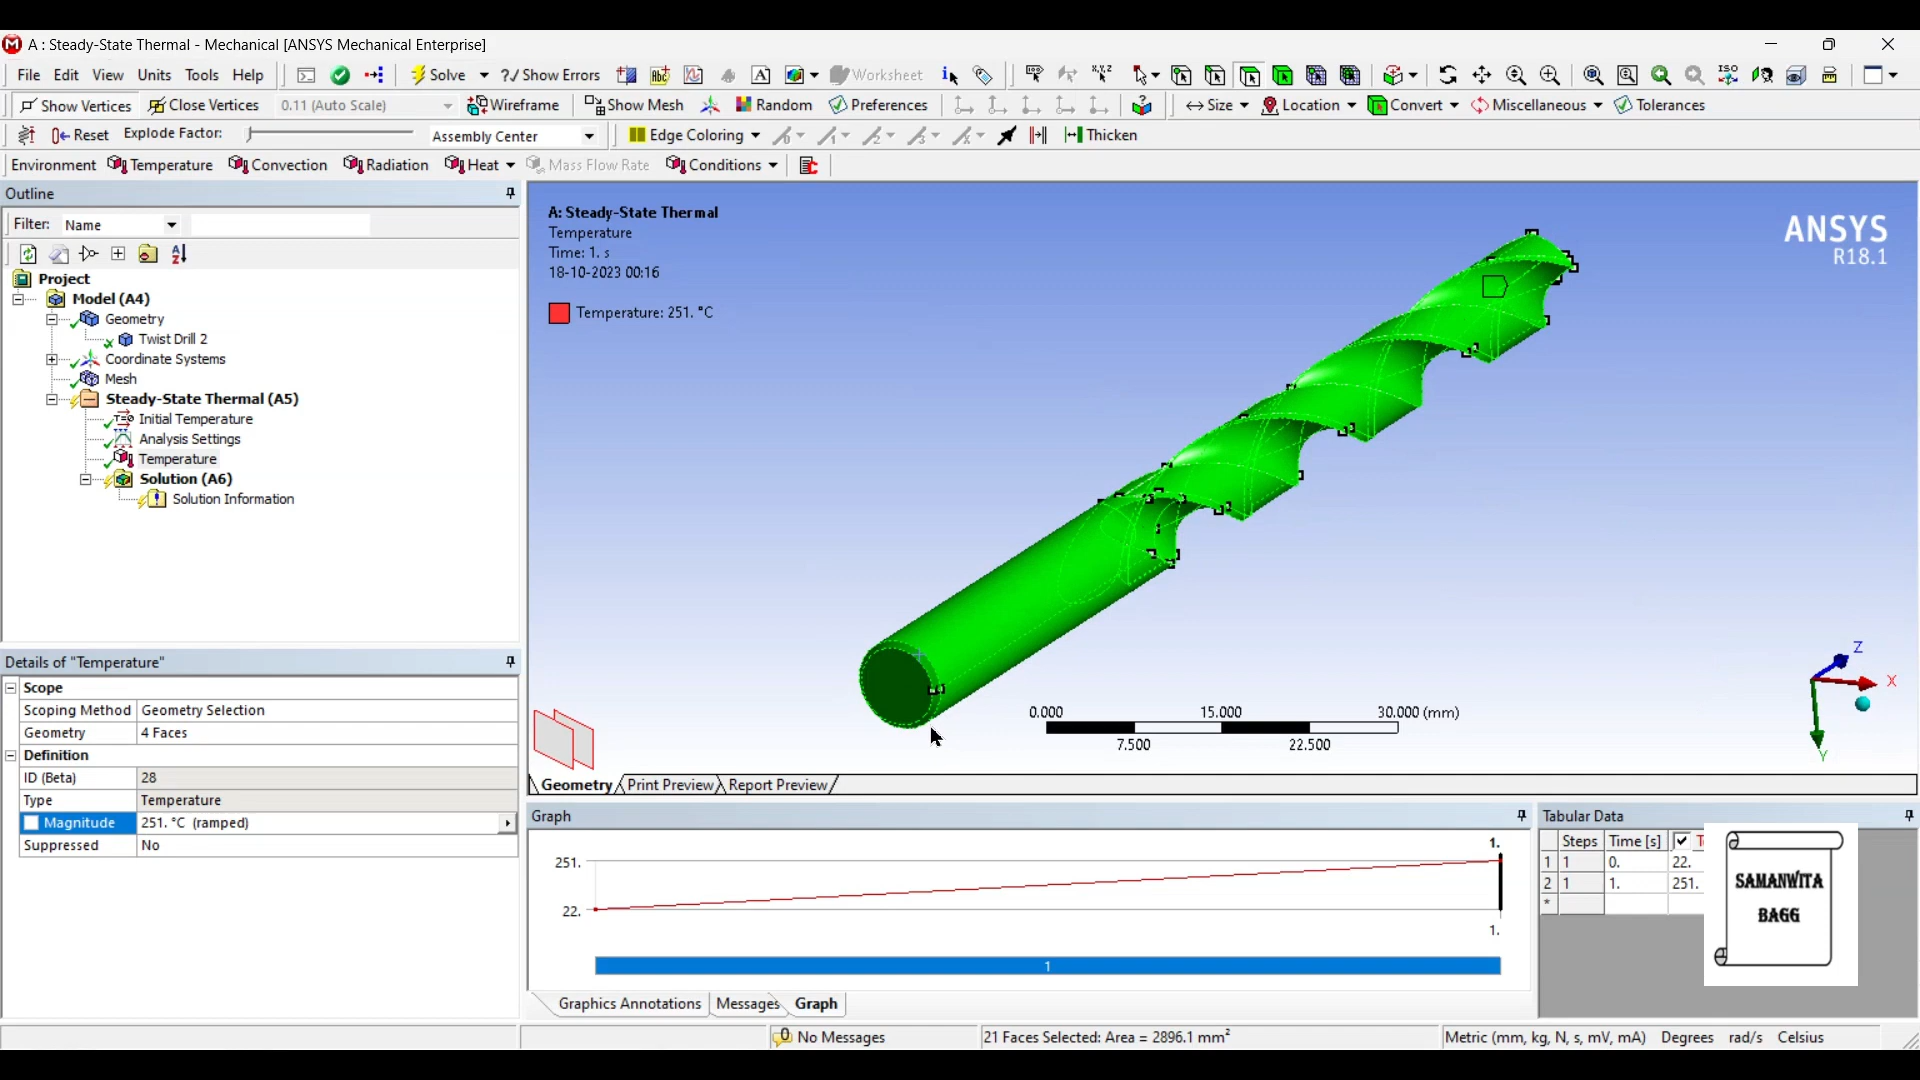 A : Steady-State Thermal - Mechanical [ANSYS Mechanical Enterprise]
File Edit View Units Tools Help Solve ?/ Show Errors Worksheet
Show Vertices Close Vertices 0.11 (Auto Scale) Wireframe Show Mesh Random Preferences Size Location Convert Miscellaneous Tolerances
Reset Explode Factor: Assembly Center Edge Coloring Thicken
Environment Temperature Convection Radiation Heat Mass Flow Rate Conditions
Outline
Filter: Name
Project
Model (A4)
Geometry
Twist Drill 2
Coordinate Systems
Mesh
Steady-State Thermal (A5)
Initial Temperature
Analysis Settings
Temperature
Solution (A6)
Solution Information
A: Steady-State Thermal
Temperature
Time: 1. s
18-10-2023 00:16
Temperature: 251. °C
ANSYS
R18.1
0.000 15.000 30.000 (mm)
7.500 22.500
Z
X
Y
Geometry Print Preview Report Preview
Details of "Temperature"
Scope
Scoping Method Geometry Selection
Geometry 4 Faces
Definition
ID (Beta) 28
Type Temperature
Magnitude 251. °C (ramped)
Suppressed No
Graph
1.
251.
22.
1.
1
Graphics Annotations Messages Graph
Tabular Data
Steps Time [s]
1 1 0. 22.
2 1 1. 251.
*
SAMANWITA
BAGG
No Messages 21 Faces Selected: Area = 2896.1 mm² Metric (mm, kg, N, s, mV, mA) Degrees rad/s Celsius